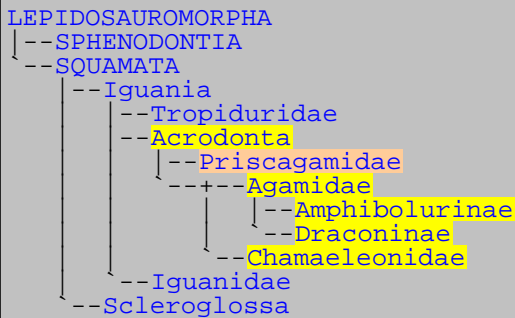 LEPIDOSAUROMORPHA
|--SPHENODONTIA
`--SQUAMATA
   |--Iguania
   |  |--Tropiduridae
   |  |--Acrodonta
   |  |  |--Priscagamidae
   |  |  `--+--Agamidae
   |  |     |  |--Amphibolurinae
   |  |     |  `--Draconinae
   |  |     `--Chamaeleonidae
   |  `--Iguanidae
   `--Scleroglossa